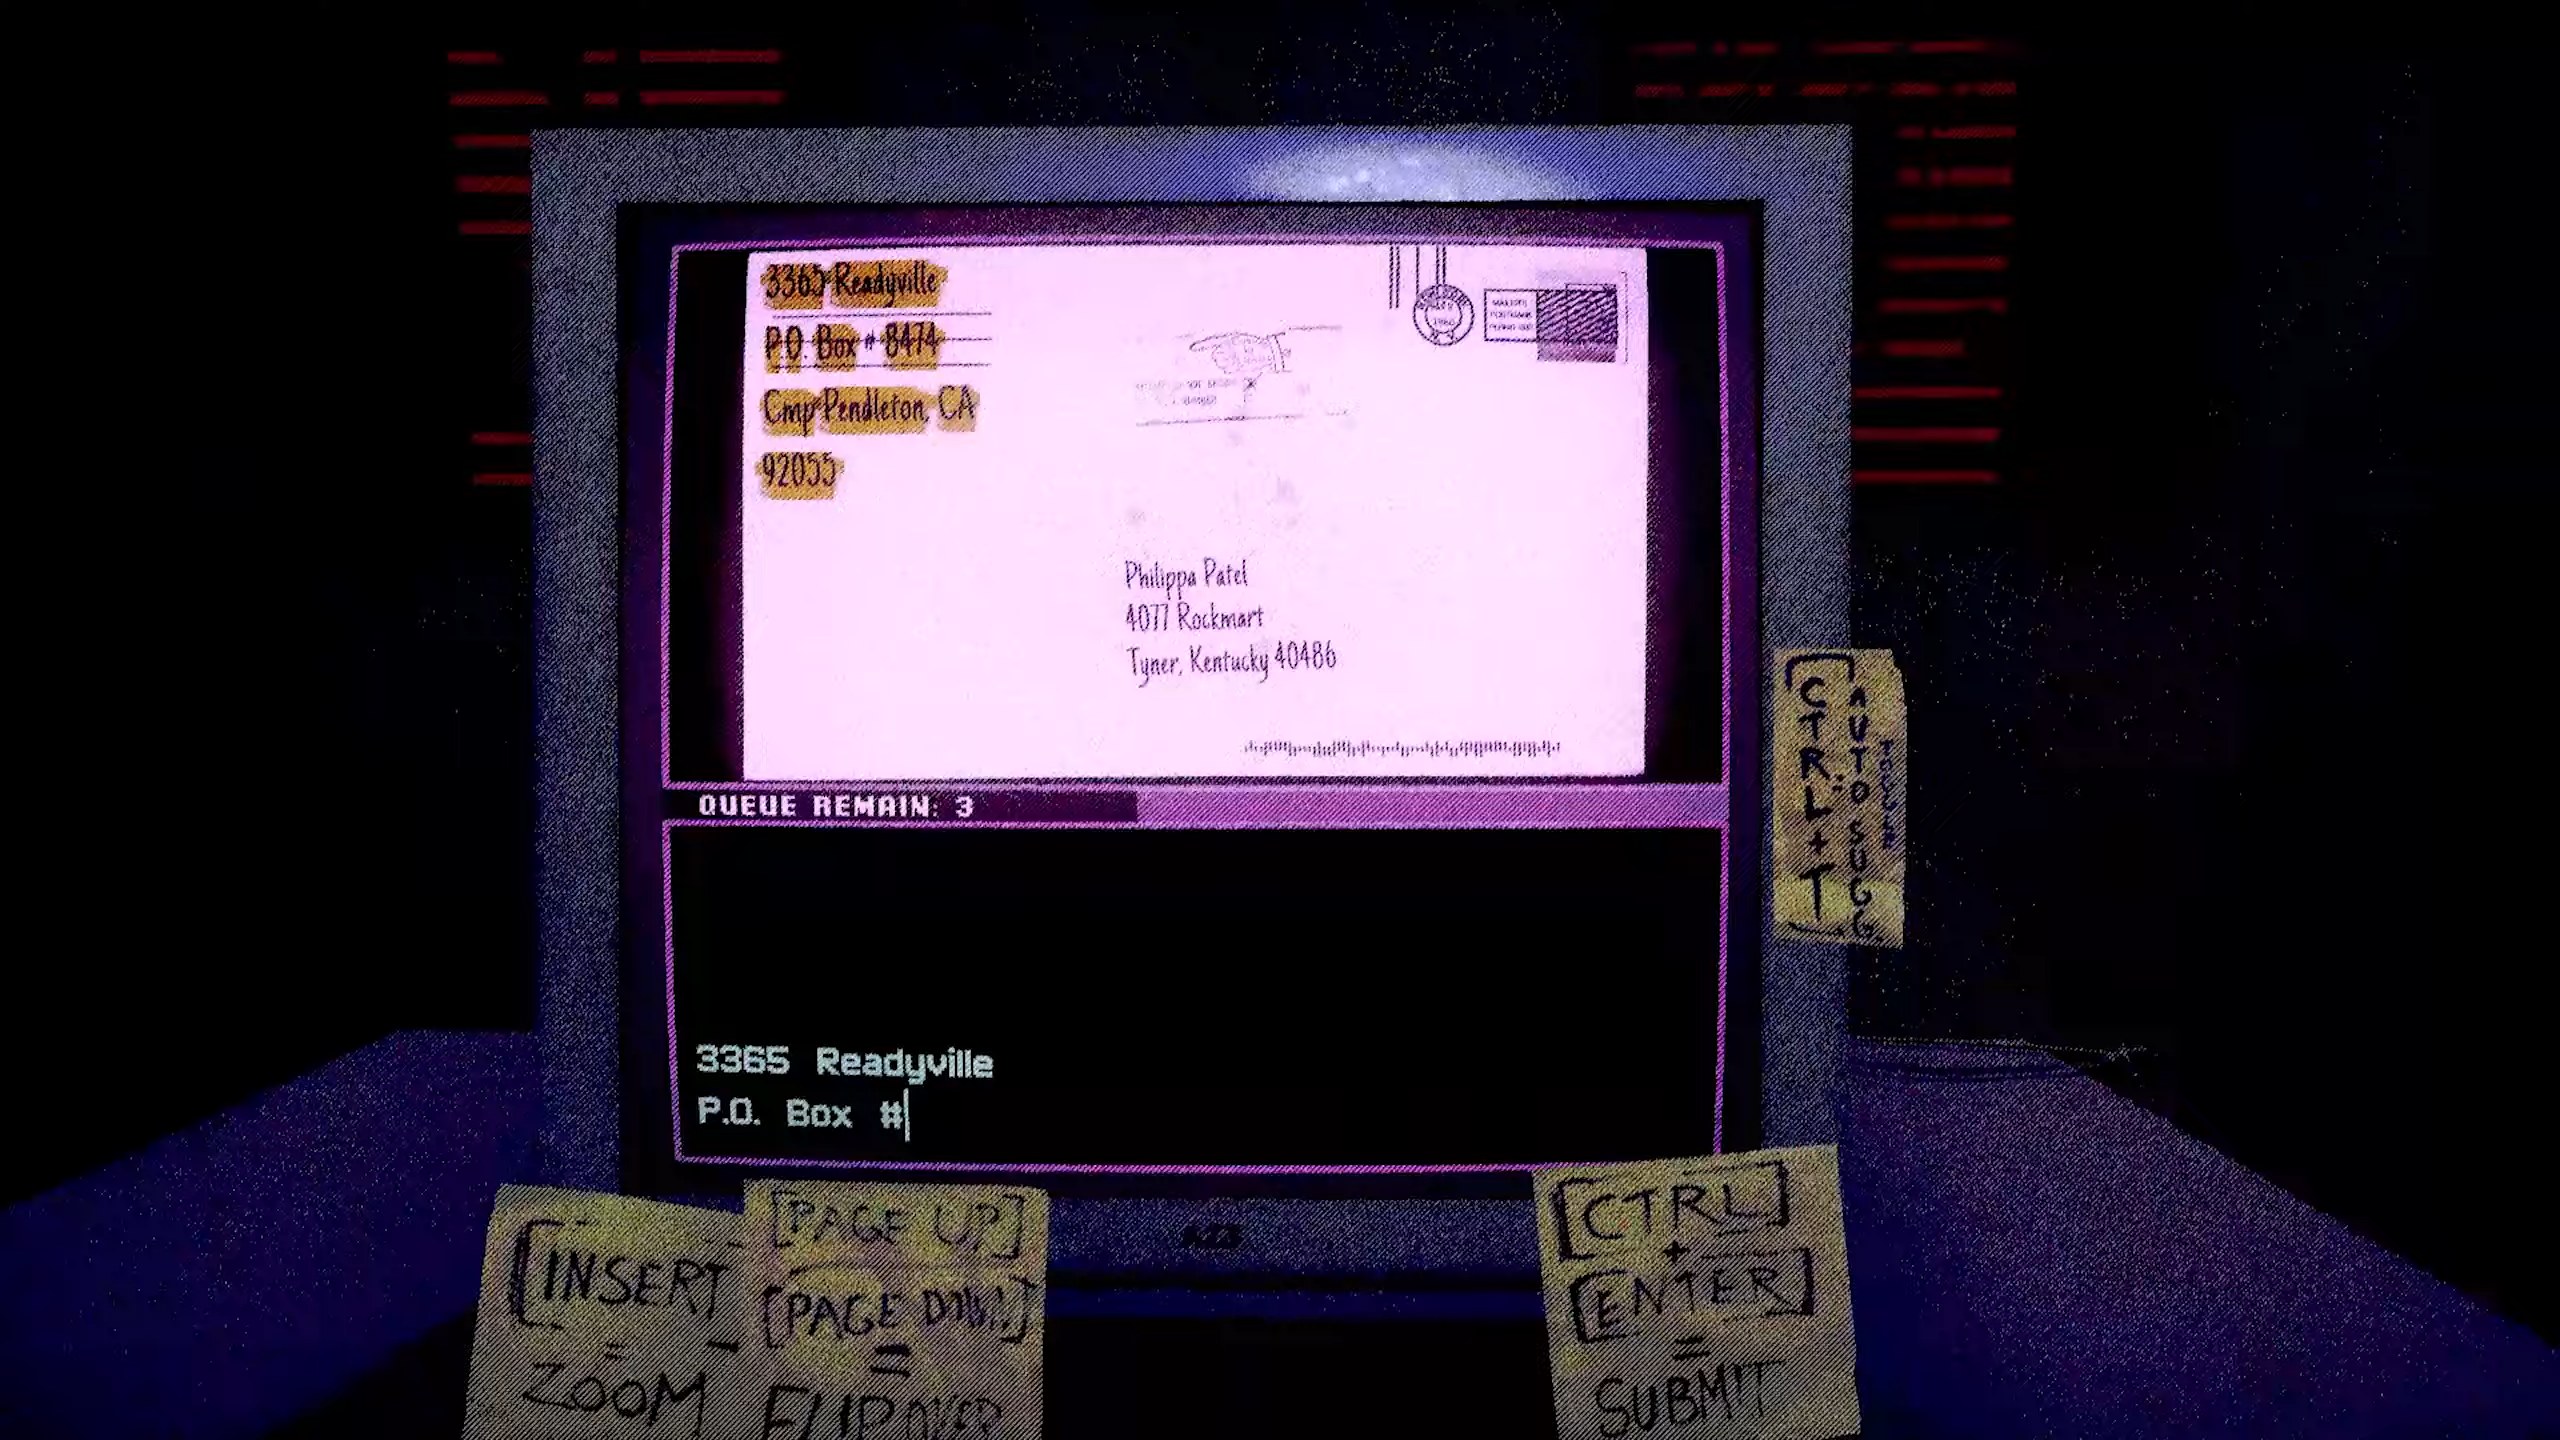 3365 Readyville
P.O. Box # 8474
Cmp Pendleton, CA
92055
1960
Philippa Patel
4077 Rockmart
Tyner, Kentucky 40486
QUEUE REMAIN: 3
3365 Readyville
P.O. Box #
[CTRL+T]
AUTO SUGG
[INSERT]
=
ZOOM
[PAGE UP]
[PAGE DOWN]
=
FLIP OVER
[CTRL]
+
[ENTER]
=
SUBMIT